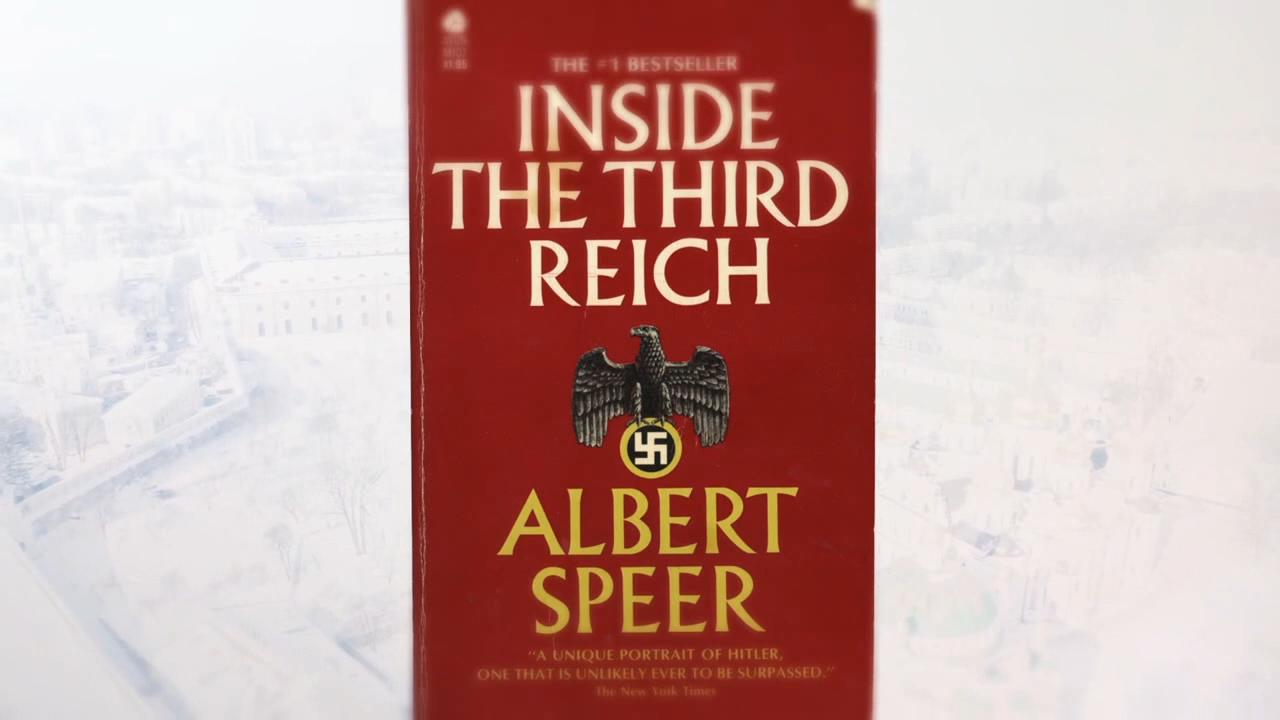 THE #1 BESTSELLER
INSIDE
THE THIRD
REICH
ALBERT
SPEER
"A UNIQUE PORTRAIT OF HITLER,
ONE THAT IS UNLIKELY EVER TO BE SURPASSED."
The New York Times